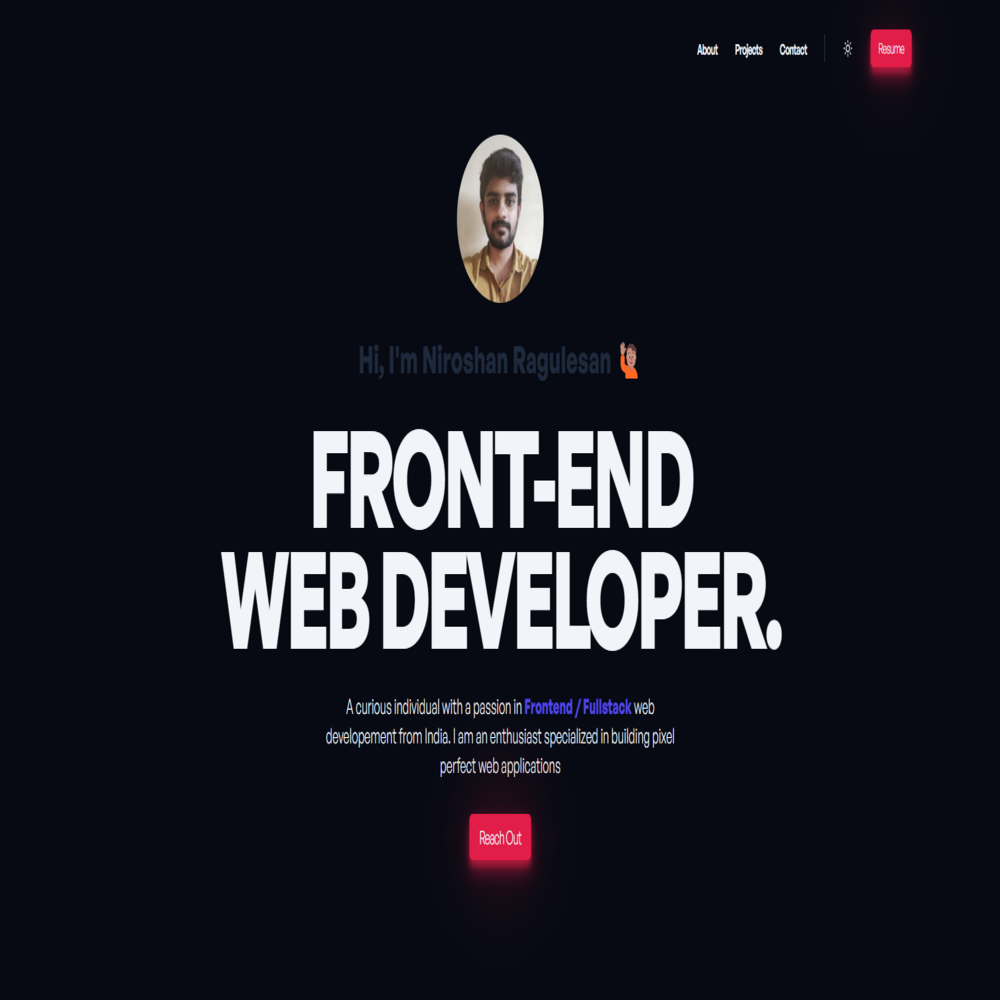 About Projects Contact Resume
Hi, I'm Niroshan Ragulesan 🙋
FRONT-END
WEB DEVELOPER.
A curious individual with a passion in Frontend / Fullstack web
developement from India. I am an enthusiast specialized in building pixel
perfect web applications
Reach Out